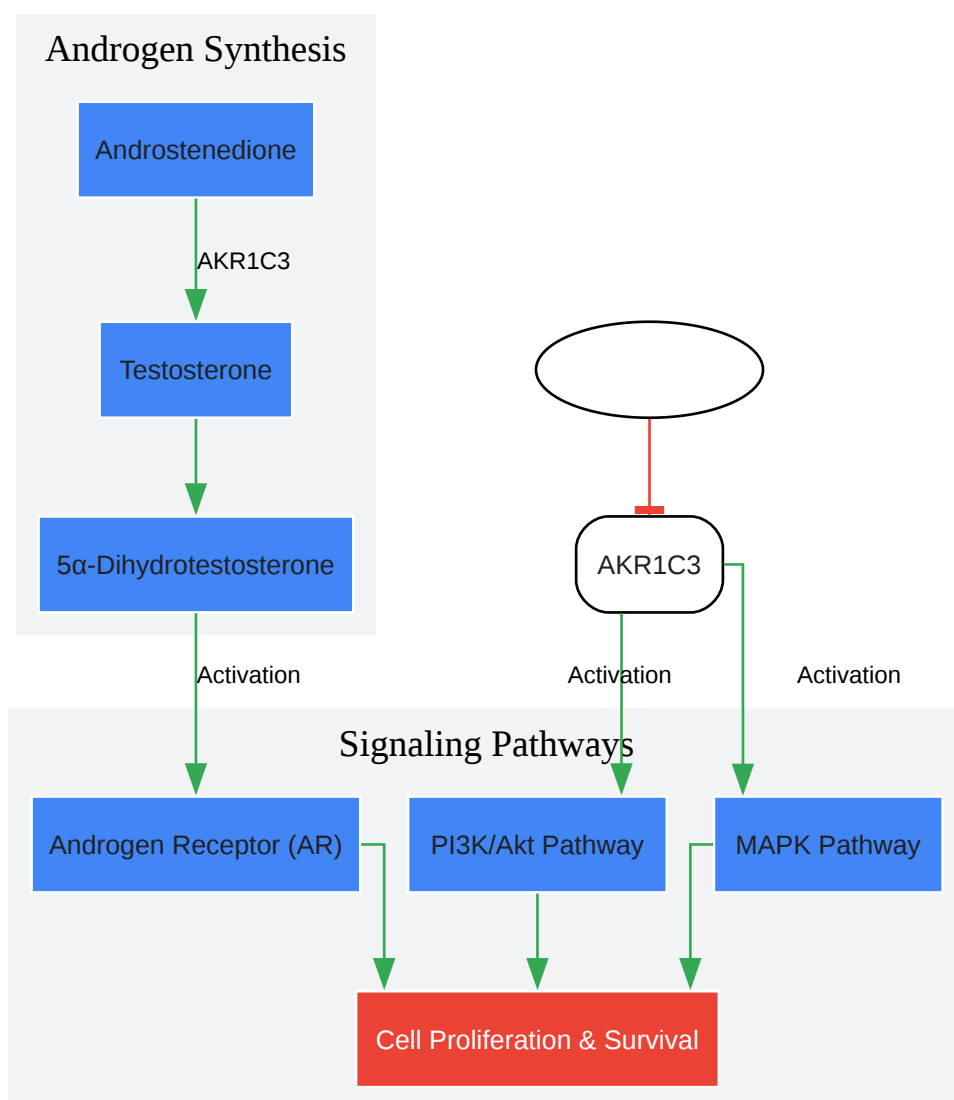 Androgen Synthesis
Androstenedione
AKR1C3
Testosterone
5α-Dihydrotestosterone
AKR1C3
Activation
Activation
Activation
Signaling Pathways
Androgen Receptor (AR)
PI3K/Akt Pathway
MAPK Pathway
Cell Proliferation & Survival